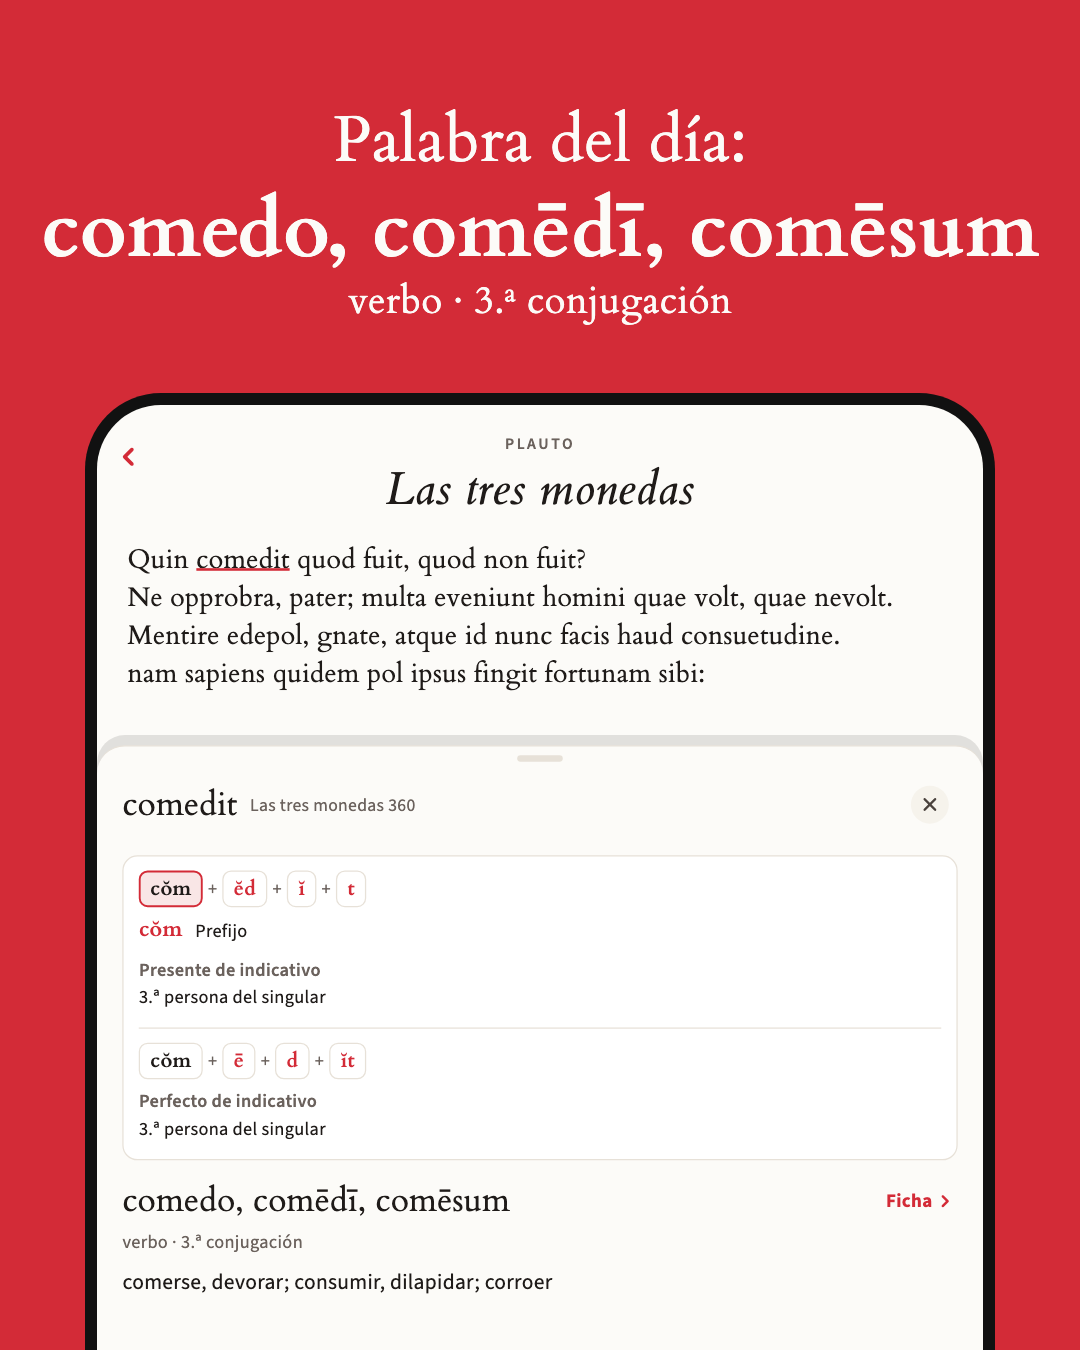 Palabra del día:
comedo, comēdī, comēsum
verbo · 3.ª conjugación
PLAUTO
Las tres monedas
Quin comedit quod fuit, quod non fuit?
Ne opprobra, pater; multa eveniunt homini quae volt, quae nevolt.
Mentire edepol, gnate, atque id nunc facis haud consuetudine.
nam sapiens quidem pol ipsus fingit fortunam sibi:
comedit Las tres monedas 360
cŏm + ĕd + ĭ + t
cŏm Prefijo
Presente de indicativo
3.ª persona del singular
cŏm + ē + d + ĭt
Perfecto de indicativo
3.ª persona del singular
comedo, comēdī, comēsum
Ficha
verbo · 3.ª conjugación
comerse, devorar; consumir, dilapidar; corroer